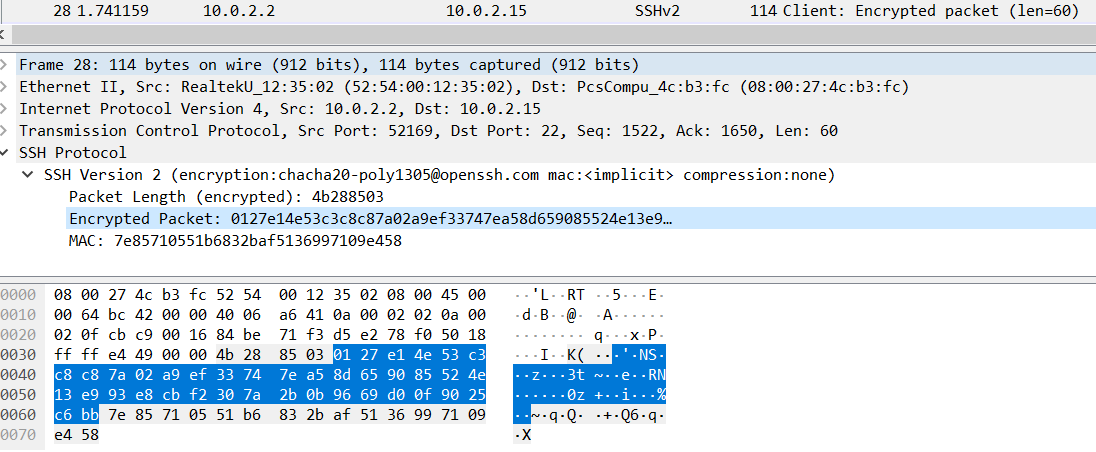 28 1.741159 10.0.2.2 10.0.2.15 SSHv2 114 Client: Encrypted packet (len=60)
Frame 28: 114 bytes on wire (912 bits), 114 bytes captured (912 bits)
Ethernet II, Src: RealtekU_12:35:02 (52:54:00:12:35:02), Dst: PcsCompu_4c:b3:fc (08:00:27:4c:b3:fc)
Internet Protocol Version 4, Src: 10.0.2.2, Dst: 10.0.2.15
Transmission Control Protocol, Src Port: 52169, Dst Port: 22, Seq: 1522, Ack: 1650, Len: 60
SSH Protocol
SSH Version 2 (encryption:chacha20-poly1305@openssh.com mac:<implicit> compression:none)
Packet Length (encrypted): 4b288503
Encrypted Packet: 0127e14e53c3c8c87a02a9ef33747ea58d659085524e13e9…
MAC: 7e85710551b6832baf5136997109e458
0000 08 00 27 4c b3 fc 52 54 00 12 35 02 08 00 45 00 ··'L··RT ··5···E·
0010 00 64 bc 42 00 00 40 06 a6 41 0a 00 02 02 0a 00 ·d·B··@· ·A······
0020 02 0f cb c9 00 16 84 be 71 f3 d5 e2 78 f0 50 18 ········ q···x·P·
0030 ff ff e4 49 00 00 4b 28 85 03 01 27 e1 4e 53 c3 ···I··K( ···'·NS·
0040 c8 c8 7a 02 a9 ef 33 74 7e a5 8d 65 90 85 52 4e ··z···3t ~··e··RN
0050 13 e9 93 e8 cb f2 30 7a 2b 0b 96 69 d0 0f 90 25 ······0z +··i···%
0060 c6 bb 7e 85 71 05 51 b6 83 2b af 51 36 99 71 09 ··~·q·Q· ·+·Q6·q·
0070 e4 58 ·X